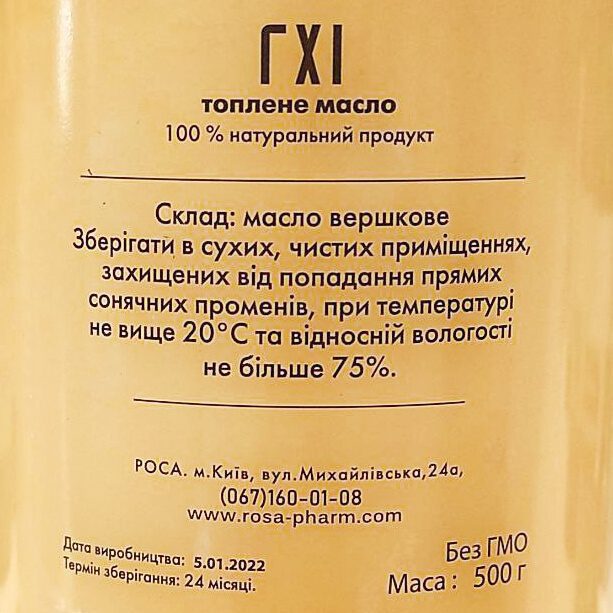 ГХІ
топлене масло
100 % натуральний продукт
Склад: масло вершкове
Зберігати в сухих, чистих приміщеннях,
захищених від попадання прямих
сонячних променів, при температурі
не вище 20°C та відносній вологості
не більше 75%.
РОСА. м.Київ, вул.Михайлівська,24а,
(067)160-01-08
www.rosa-pharm.com
Дата виробництва: 5.01.2022
Термін зберігання: 24 місяці.
Без ГМО
Маса: 500 г